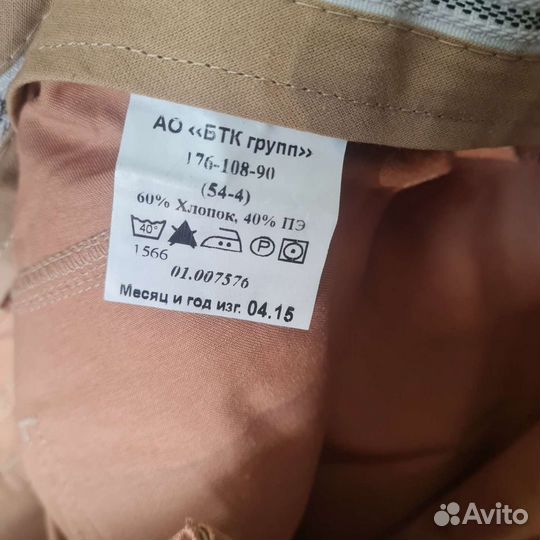 АО «БТК групп»
176-108-90
(54-4)
60% Хлопок, 40% ПЭ
40°
P
1566
01.007576
Месяц и год изг. 04.15
Avito